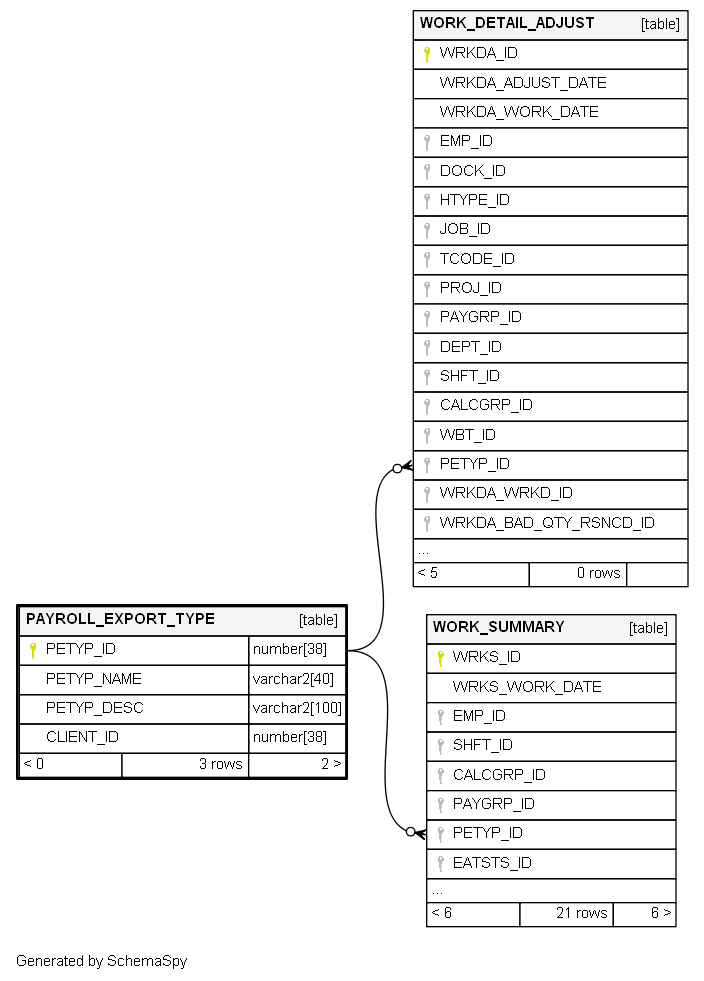 WORK_DETAIL_ADJUST [table]
WRKDA_ID
WRKDA_ADJUST_DATE
WRKDA_WORK_DATE
EMP_ID
DOCK_ID
HTYPE_ID
JOB_ID
TCODE_ID
PROJ_ID
PAYGRP_ID
DEPT_ID
SHFT_ID
CALCGRP_ID
WBT_ID
PETYP_ID
WRKDA_WRKD_ID
WRKDA_BAD_QTY_RSNCD_ID
...
< 5 0 rows
PAYROLL_EXPORT_TYPE [table]
PETYP_ID number[38]
PETYP_NAME varchar2[40]
PETYP_DESC varchar2[100]
CLIENT_ID number[38]
< 0 3 rows 2 >
WORK_SUMMARY [table]
WRKS_ID
WRKS_WORK_DATE
EMP_ID
SHFT_ID
CALCGRP_ID
PAYGRP_ID
PETYP_ID
EATSTS_ID
...
< 6 21 rows 6 >
Generated by SchemaSpy